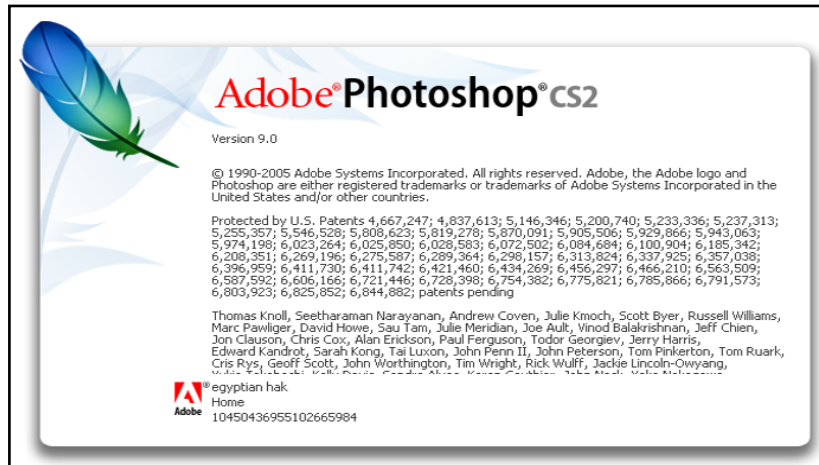 Adobe®Photoshop®CS2
Version 9.0
© 1990-2005 Adobe Systems Incorporated. All rights reserved. Adobe, the Adobe logo and
Photoshop are either registered trademarks or trademarks of Adobe Systems Incorporated in the
United States and/or other countries.
Protected by U.S. Patents 4,667,247; 4,837,613; 5,146,346; 5,200,740; 5,233,336; 5,237,313;
5,255,357; 5,546,528; 5,808,623; 5,819,278; 5,870,091; 5,905,506; 5,929,866; 5,943,063;
5,974,198; 6,023,264; 6,025,850; 6,028,583; 6,072,502; 6,084,684; 6,100,904; 6,185,342;
6,208,351; 6,269,196; 6,275,587; 6,289,364; 6,298,157; 6,313,824; 6,337,925; 6,357,038;
6,396,959; 6,411,730; 6,411,742; 6,421,460; 6,434,269; 6,456,297; 6,466,210; 6,563,509;
6,587,592; 6,606,166; 6,721,446; 6,728,398; 6,754,382; 6,775,821; 6,785,866; 6,791,573;
6,803,923; 6,825,852; 6,844,882; patents pending
Thomas Knoll, Seetharaman Narayanan, Andrew Coven, Julie Kmoch, Scott Byer, Russell Williams,
Marc Pawliger, David Howe, Sau Tam, Julie Meridian, Joe Ault, Vinod Balakrishnan, Jeff Chien,
Jon Clauson, Chris Cox, Alan Erickson, Paul Ferguson, Todor Georgiev, Jerry Harris,
Edward Kandrot, Sarah Kong, Tai Luxon, John Penn II, John Peterson, Tom Pinkerton, Tom Ruark,
Cris Rys, Geoff Scott, John Worthington, Tim Wright, Rick Wulff, Jackie Lincoln-Owyang,
® egyptian hak
Home
Adobe
10450436955102665984